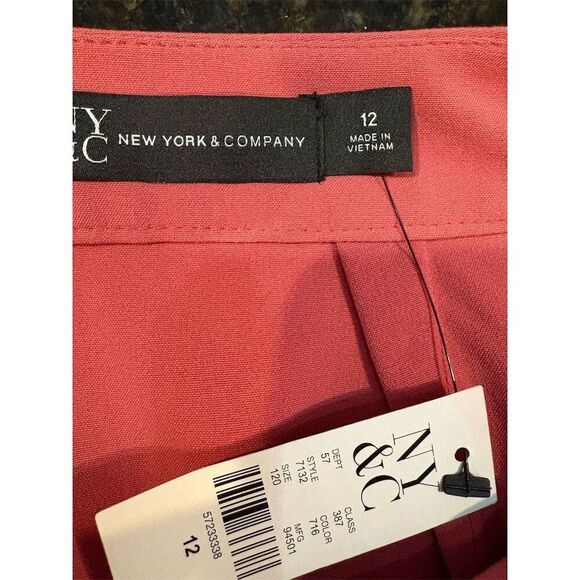 NY
&C
NEW YORK & COMPANY
12
MADE IN
VIETNAM
NY
&C
DEPT
57
CLASS
387
STYLE
7132
COLOR
716
SIZE
120
MFG
94501
57233338
12